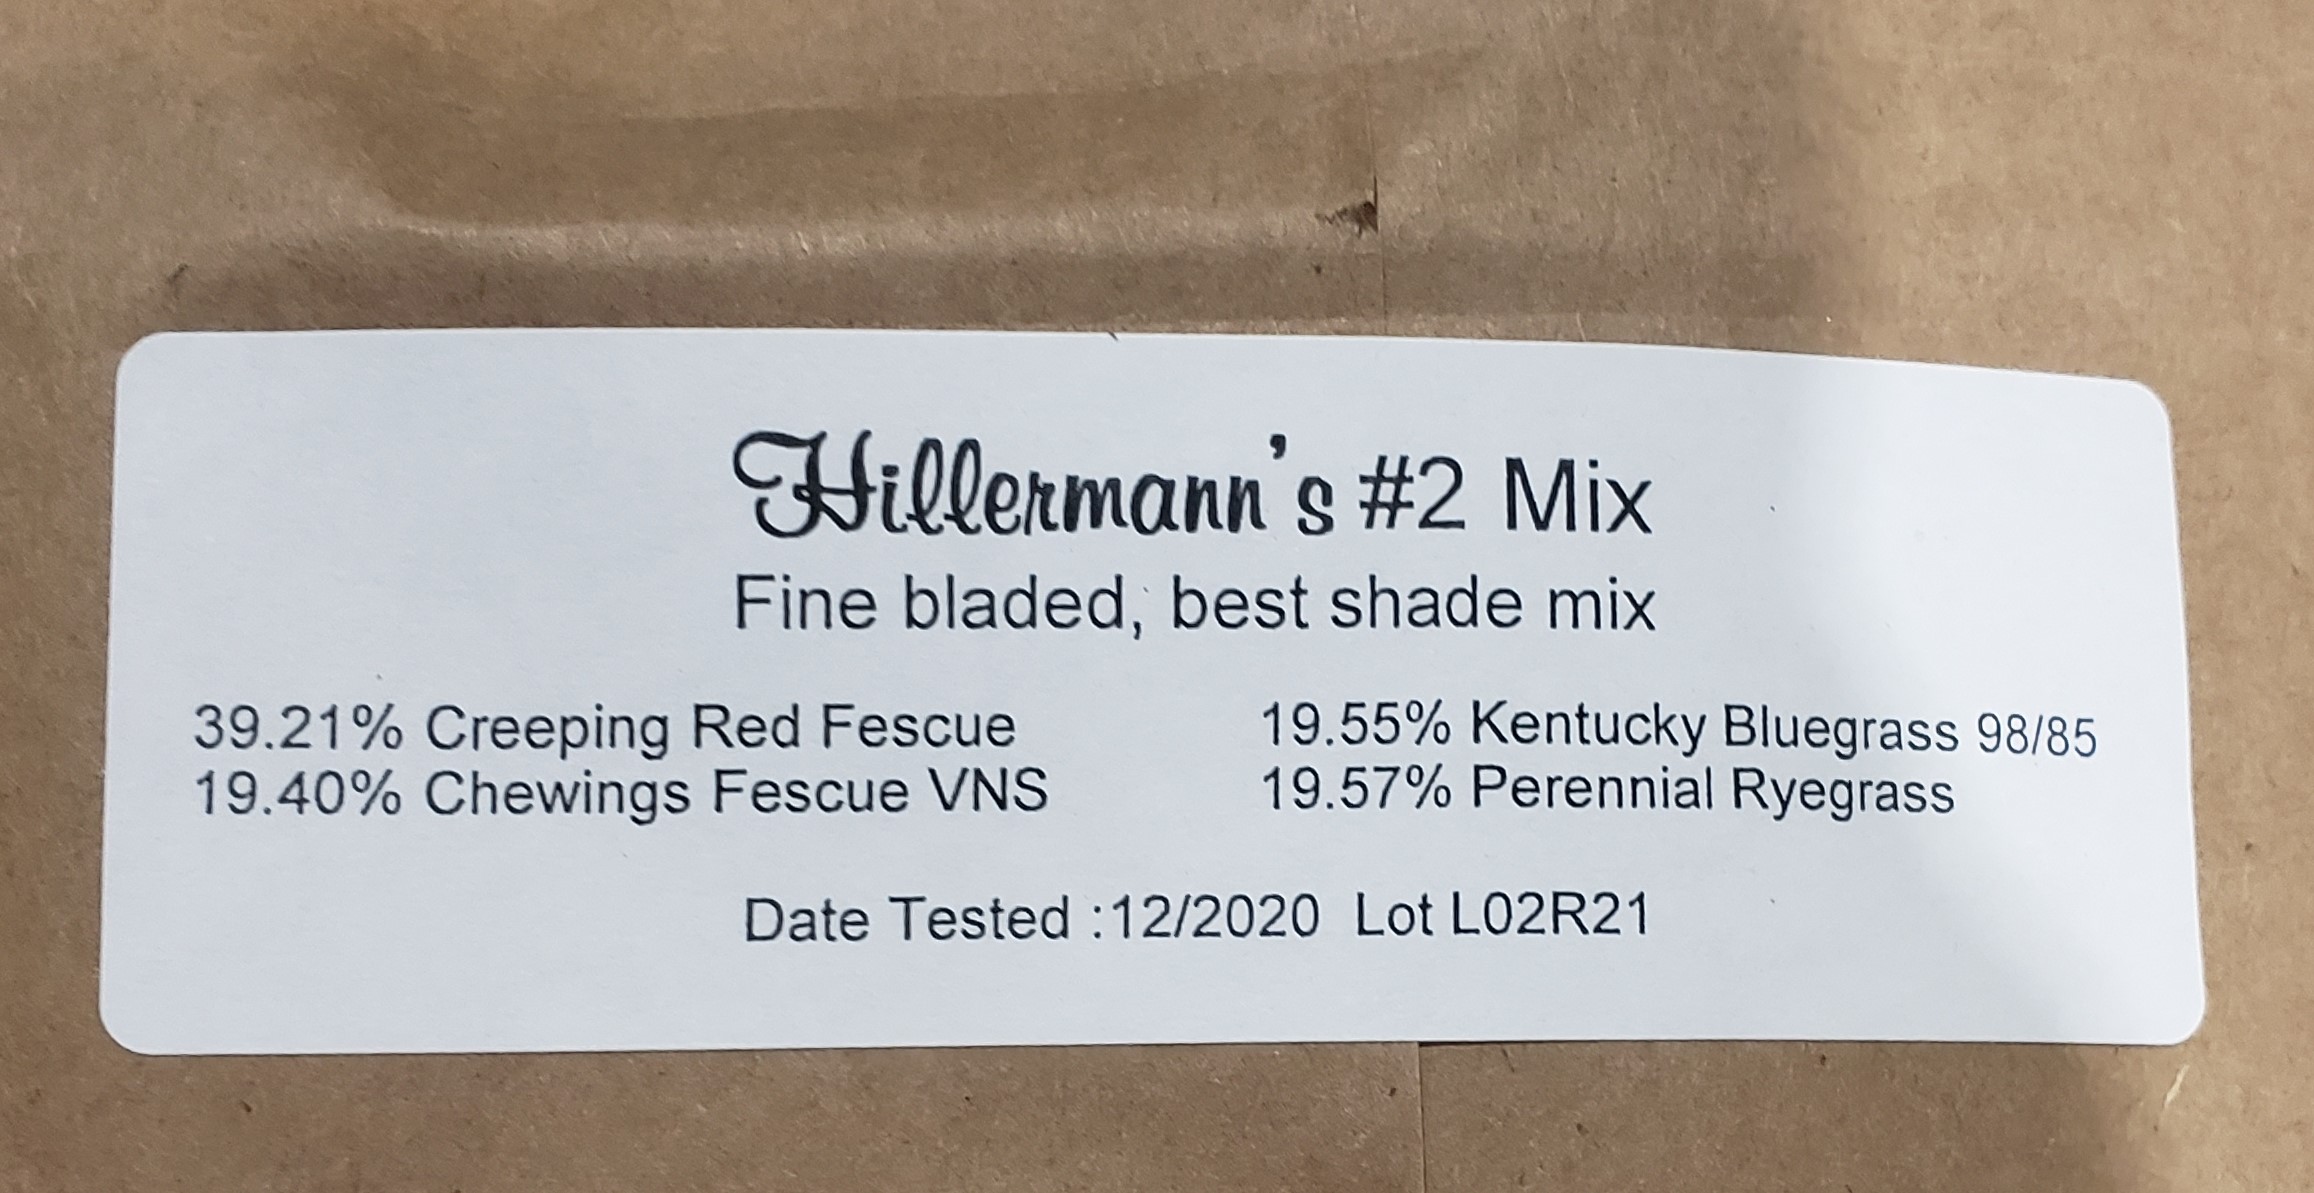 Hillermann's #2 Mix
Fine bladed, best shade mix
39.21% Creeping Red Fescue
19.40% Chewings Fescue VNS
19.55% Kentucky Bluegrass 98/85
19.57% Perennial Ryegrass
Date Tested :12/2020 Lot L02R21